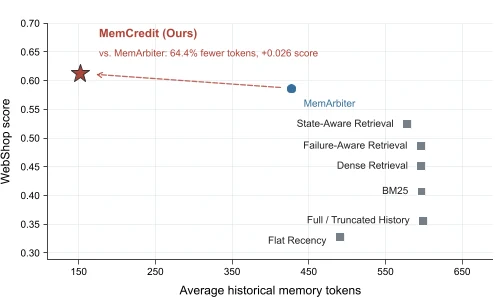 0.70
MemCredit (Ours)
0.65
vs. MemArbiter: 64.4% fewer tokens, +0.026 score
0.60
MemArbiter
0.55
State-Aware Retrieval
0.50
Failure-Aware Retrieval
0.45
Dense Retrieval
0.40
BM25
0.35
Full / Truncated History
0.30
Flat Recency
WebShop score
150 250 350 450 550 650
Average historical memory tokens